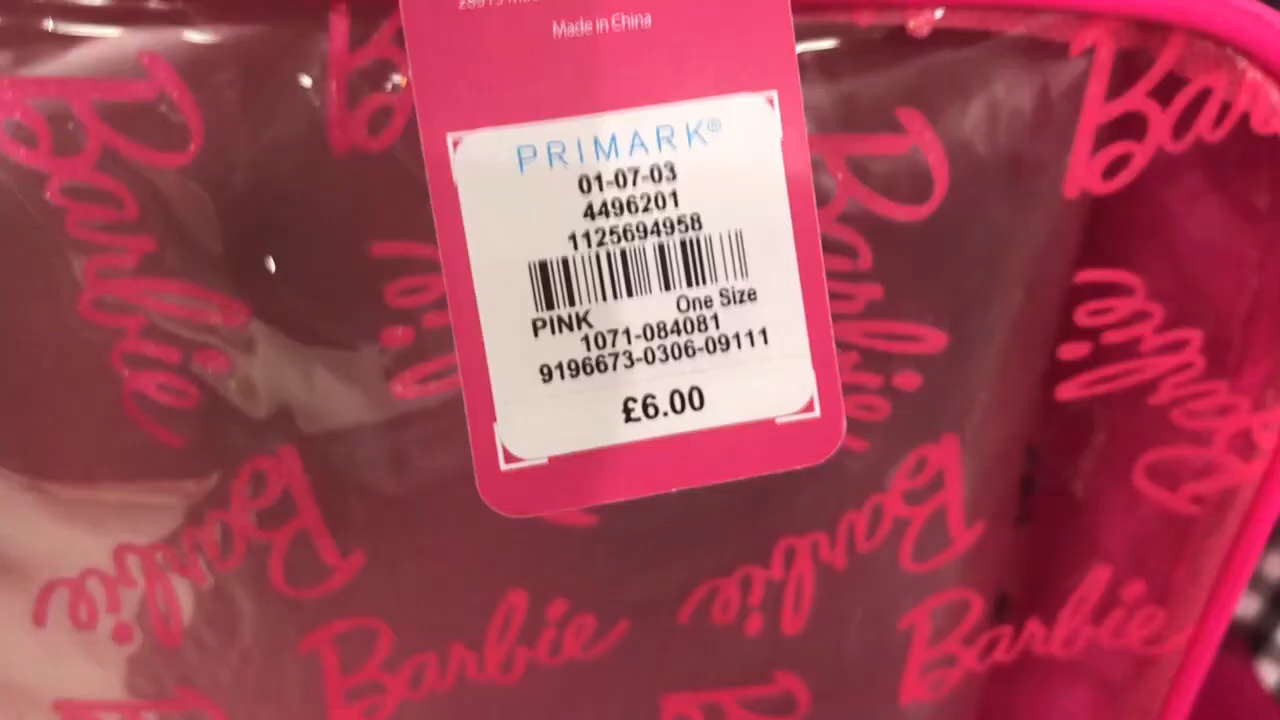 Made in China
PRIMARK®
01-07-03
4496201
1125694958
One Size
PINK
1071-084081
9196673-0306-09111
£6.00
Barbie
Barbie
Barbie
Barbie
Barbie
Barbie
Barbie
Barbie